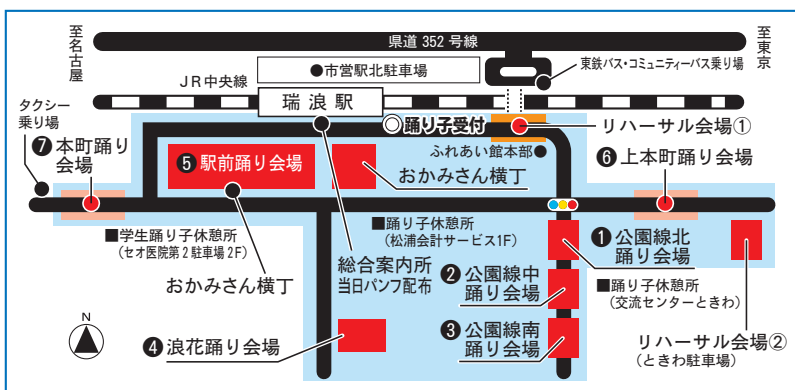 至名古屋
県道352号線
至東京
●市営駅北駐車場
東鉄バス・コミュニティーバス乗り場
JR中央線
瑞浪駅
タクシー
乗り場
◎踊り子受付
リハーサル会場①
❼本町踊り
会場
❺駅前踊り会場
ふれあい館本部●
おかみさん横丁
❻上本町踊り会場
■学生踊り子休憩所
(セオ医院第2駐車場2F)
■踊り子休憩所
(松浦会計サービス1F)
❶公園線北
踊り会場
おかみさん横丁
総合案内所
当日パンフ配布
❷公園線中
踊り会場
■踊り子休憩所
(交流センターときわ)
N
❹浪花踊り会場
❸公園線南
踊り会場
リハーサル会場②
(ときわ駐車場)